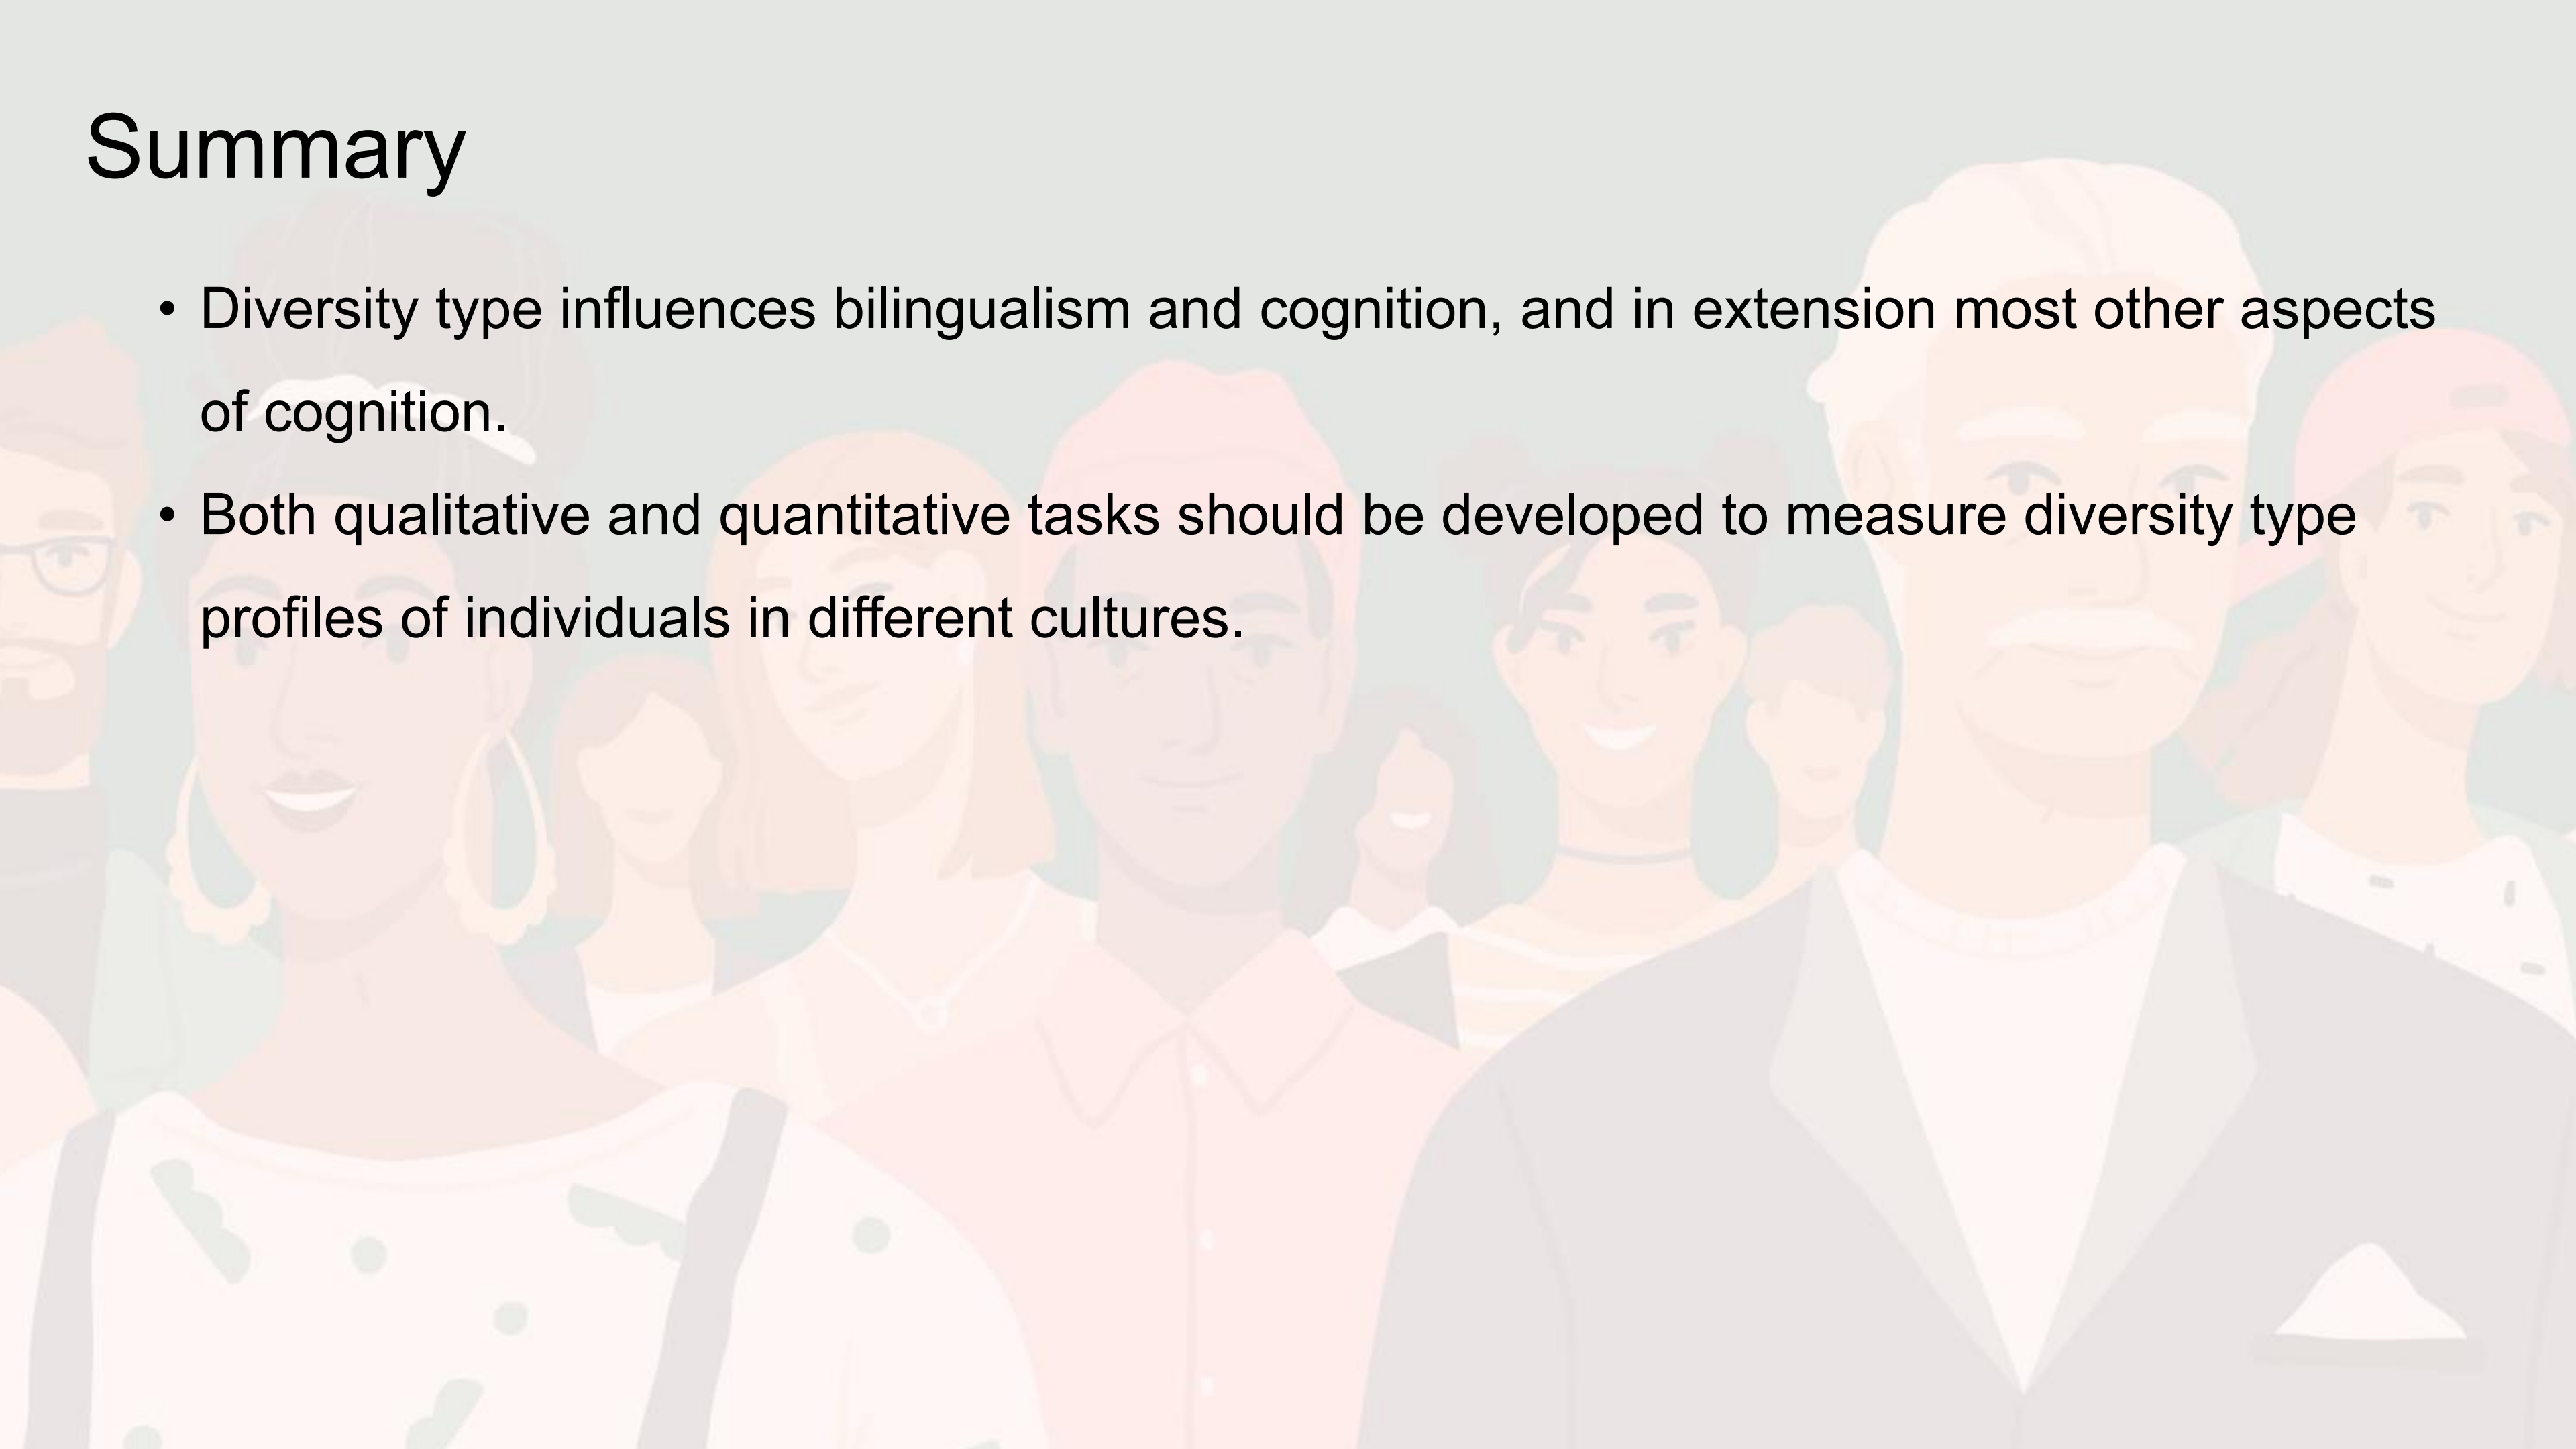 Summary
• Diversity type influences bilingualism and cognition, and in extension most other aspects
of cognition.
• Both qualitative and quantitative tasks should be developed to measure diversity type
profiles of individuals in different cultures.